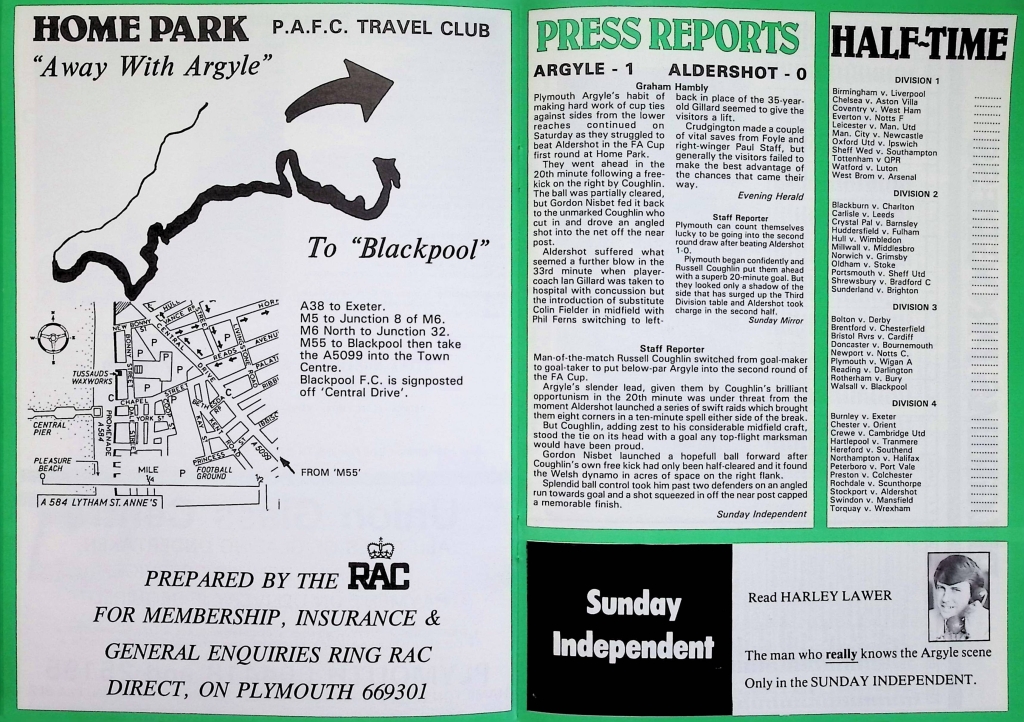 HOME PARK P.A.F.C. TRAVEL CLUB
“Away With Argyle”
To “Blackpool”
A38 to Exeter.
M5 to Junction 8 of M6.
M6 North to Junction 32.
M55 to Blackpool then take
the A5099 into the Town
Centre.
Blackpool F.C. is signposted
off ‘Central Drive’.
NEW BONNY ST
BONNY
STREET
HULL
VANCE RD
HORN
CENTRAL
DRIVE
READS
AVENUE
LIVINGSTONE
PALATI
RIBBL
TUSSAUDS
WAXWORKS
CHAPEL
STREET
YORK ST
CENTRAL
PIER
PROMENADE
A 584
PLEASURE
BEACH
MILE
1/4
1/2
P
FOOTBALL
GROUND
PRINCESS
KENT
ROAD
A 5099
FROM ‘M55’
A 584 LYTHAM ST. ANNE’S
PREPARED BY THE RAC
FOR MEMBERSHIP, INSURANCE &
GENERAL ENQUIRIES RING RAC
DIRECT, ON PLYMOUTH 669301
PRESS REPORTS
ARGYLE - 1 ALDERSHOT - 0
Graham Hambly
Plymouth Argyle’s habit of
making hard work of cup ties
against sides from the lower
reaches continued on
Saturday as they struggled to
beat Aldershot in the FA Cup
first round at Home Park.
They went ahead in the
20th minute following a free-
kick on the right by Coughlin.
The ball was partially cleared,
but Gordon Nisbet fed it back
to the unmarked Coughlin who
cut in and drove an angled
shot into the net off the near
post.
Aldershot suffered what
seemed a further blow in the
33rd minute when player-
coach Ian Gillard was taken to
hospital with concussion but
the introduction of substitute
Colin Fielder in midfield with
Phil Ferns switching to left-
back in place of the 35-year-
old Gillard seemed to give the
visitors a lift.
Crudgington made a couple
of vital saves from Foyle and
right-winger Paul Staff, but
generally the visitors failed to
make the best advantage of
the chances that came their
way.
Evening Herald
Staff Reporter
Plymouth can count themselves
lucky to be going into the second
round draw after beating Aldershot
1-0.
Plymouth began confidently and
Russell Coughlin put them ahead
with a superb 20-minute goal. But
they looked only a shadow of the
side that has surged up the Third
Division table and Aldershot took
charge in the second half.
Sunday Mirror
Staff Reporter
Man-of-the-match Russell Coughlin switched from goal-maker
to goal-taker to put below-par Argyle into the second round of
the FA Cup.
Argyle’s slender lead, given them by Coughlin’s brilliant
opportunism in the 20th minute was under threat from the
moment Aldershot launched a series of swift raids which brought
them eight corners in a ten-minute spell either side of the break.
But Coughlin, adding zest to his considerable midfield craft,
stood the tie on its head with a goal any top-flight marksman
would have been proud.
Gordon Nisbet launched a hopefull ball forward after
Coughlin’s own free kick had only been half-cleared and it found
the Welsh dynamo in acres of space on the right flank.
Splendid ball control took him past two defenders on an angled
run towards goal and a shot squeezed in off the near post capped
a memorable finish.
Sunday Independent
HALF-TIME
DIVISION 1
Birmingham v. Liverpool
Chelsea v. Aston Villa
Coventry v. West Ham
Everton v. Notts F
Leicester v. Man. Utd
Man. City v. Newcastle
Oxford Utd v. Ipswich
Sheff Wed v. Southampton
Tottenham v QPR
Watford v. Luton
West Brom v. Arsenal
DIVISION 2
Blackburn v. Charlton
Carlisle v. Leeds
Crystal Pal v. Barnsley
Huddersfield v. Fulham
Hull v. Wimbledon
Millwall v. Middlesbro
Norwich v. Grimsby
Oldham v. Stoke
Portsmouth v. Sheff Utd
Shrewsbury v. Bradford C
Sunderland v. Brighton
DIVISION 3
Bolton v. Derby
Brentford v. Chesterfield
Bristol Rvrs v. Cardiff
Doncaster v. Bournemouth
Newport v. Notts C.
Plymouth v. Wigan A
Reading v. Darlington
Rotherham v. Bury
Walsall v. Blackpool
DIVISION 4
Burnley v. Exeter
Chester v. Orient
Crewe v. Cambridge Utd
Hartlepool v. Tranmere
Hereford v. Southend
Northampton v. Halifax
Peterboro v. Port Vale
Preston v. Colchester
Rochdale v. Scunthorpe
Stockport v. Aldershot
Swindon v. Mansfield
Torquay v. Wrexham
Sunday
Independent
Read HARLEY LAWER
The man who really knows the Argyle scene
Only in the SUNDAY INDEPENDENT.